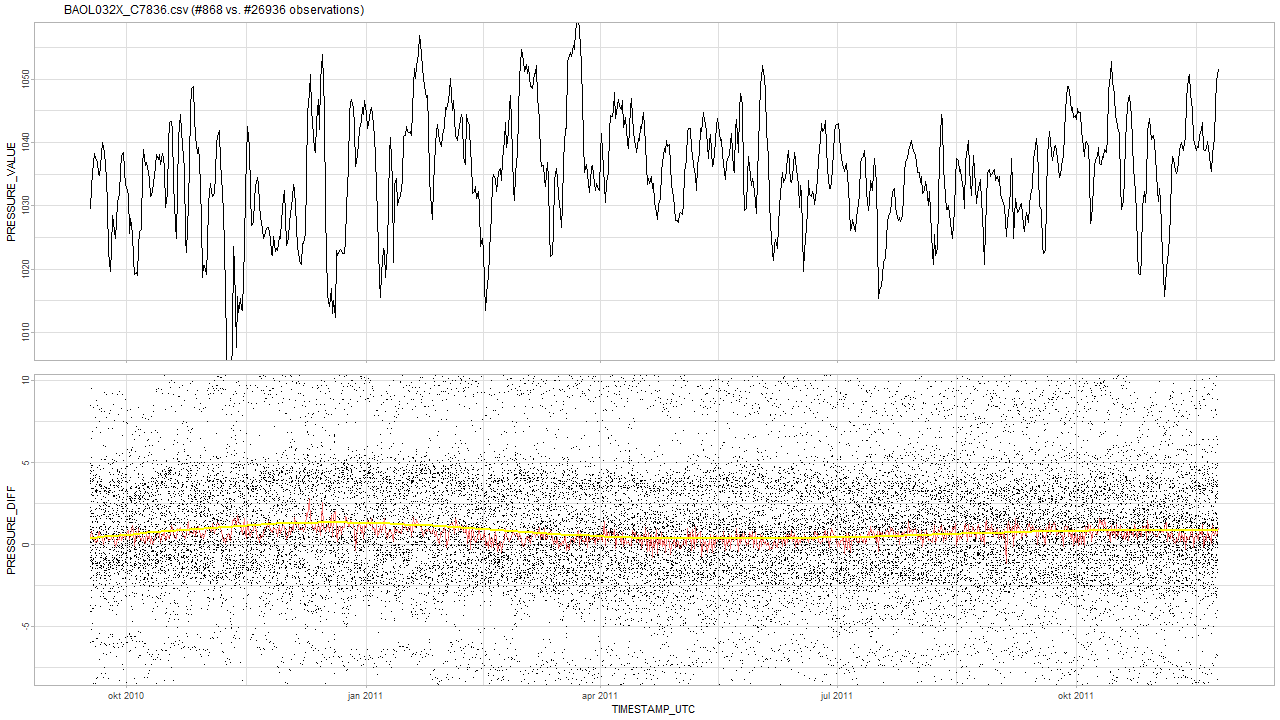 BAOL032X_C7836.csv (#868 vs. #26936 observations)
PRESSURE_VALUE
1050
1040
1030
1020
1010
PRESSURE_DIFF
10
5
0
-5
okt 2010 jan 2011 apr 2011 jul 2011 okt 2011
TIMESTAMP_UTC